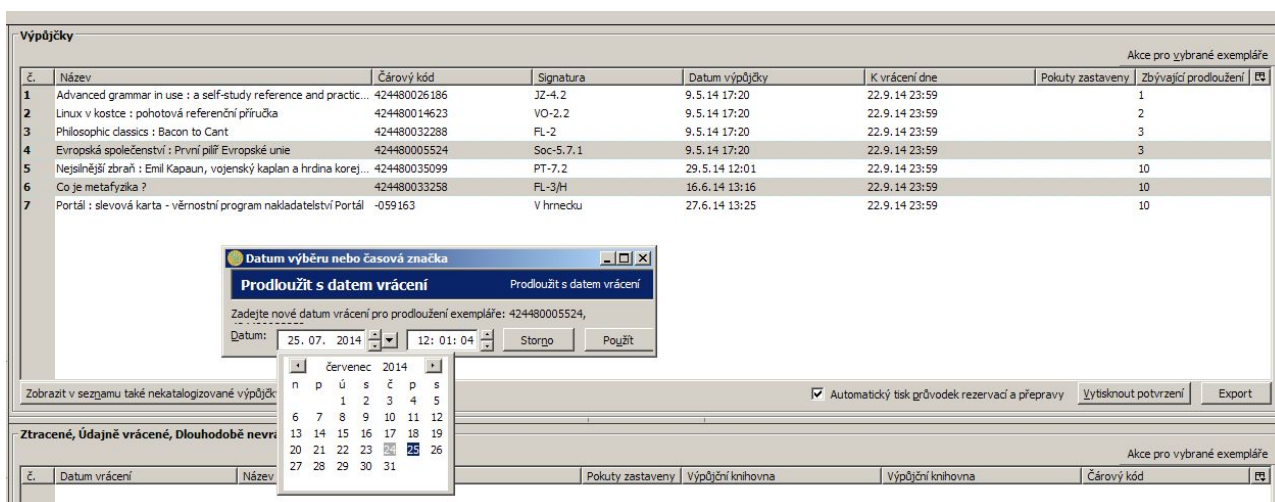 Výpůjčky
Akce pro vybrané exempláře
č. Název Čárový kód Signatura Datum výpůjčky K vrácení dne Pokuty zastaveny Zbývající prodloužení
1 Advanced grammar in use : a self-study reference and practic... 424480026186 JZ-4.2 9.5.14 17:20 22.9.14 23:59 1
2 Linux v kostce : pohotová referenční příručka 424480014623 VO-2.2 9.5.14 17:20 22.9.14 23:59 2
3 Philosophic classics : Bacon to Cant 424480032288 FL-2 9.5.14 17:20 22.9.14 23:59 3
4 Evropská společenství : První pilíř Evropské unie 424480005524 Soc-5.7.1 9.5.14 17:20 22.9.14 23:59 3
5 Nejsilnější zbraň : Emil Kapaun, vojenský kaplan a hrdina korej... 424480035099 PT-7.2 29.5.14 12:01 22.9.14 23:59 10
6 Co je metafyzika ? 424480033258 FL-3/H 16.6.14 13:16 22.9.14 23:59 10
7 Portál : slevová karta - věrnostní program nakladatelství Portál -059163 V hrnecku 27.6.14 13:25 22.9.14 23:59 10
Datum výběru nebo časová značka
Prodloužit s datem vrácení Prodloužit s datem vrácení
Zadejte nové datum vrácení pro prodloužení exempláře: 424480005524,
Datum: 25. 07. 2014 12: 01: 04 Storno Použít
červenec 2014
n p ú s č p s
1 2 3 4 5
6 7 8 9 10 11 12
13 14 15 16 17 18 19
20 21 22 23 24 25 26
27 28 29 30 31
Zobrazit v seznamu také nekatalogizované výpůjčk Automatický tisk průvodek rezervací a přepravy Vytisknout potvrzení Export
Ztracené, Údajně vrácené, Dlouhodobě nevra
Akce pro vybrané exempláře
č. Datum vrácení Název Pokuty zastaveny Výpůjční knihovna Výpůjční knihovna Čárový kód